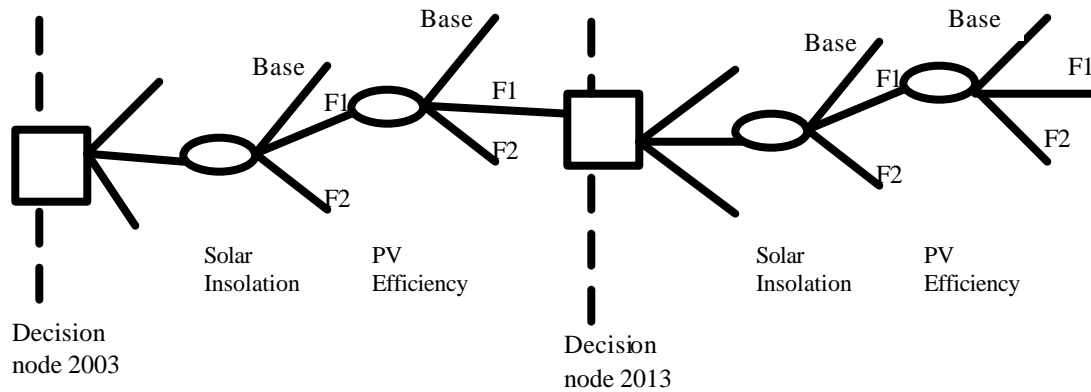 Base
Base
F1
F1
F2
F2
Solar
Insolation
PV
Efficiency
Decision
node 2003
Base
Base
F1
F1
F2
F2
Solar
Insolation
PV
Efficiency
Decision
node 2013